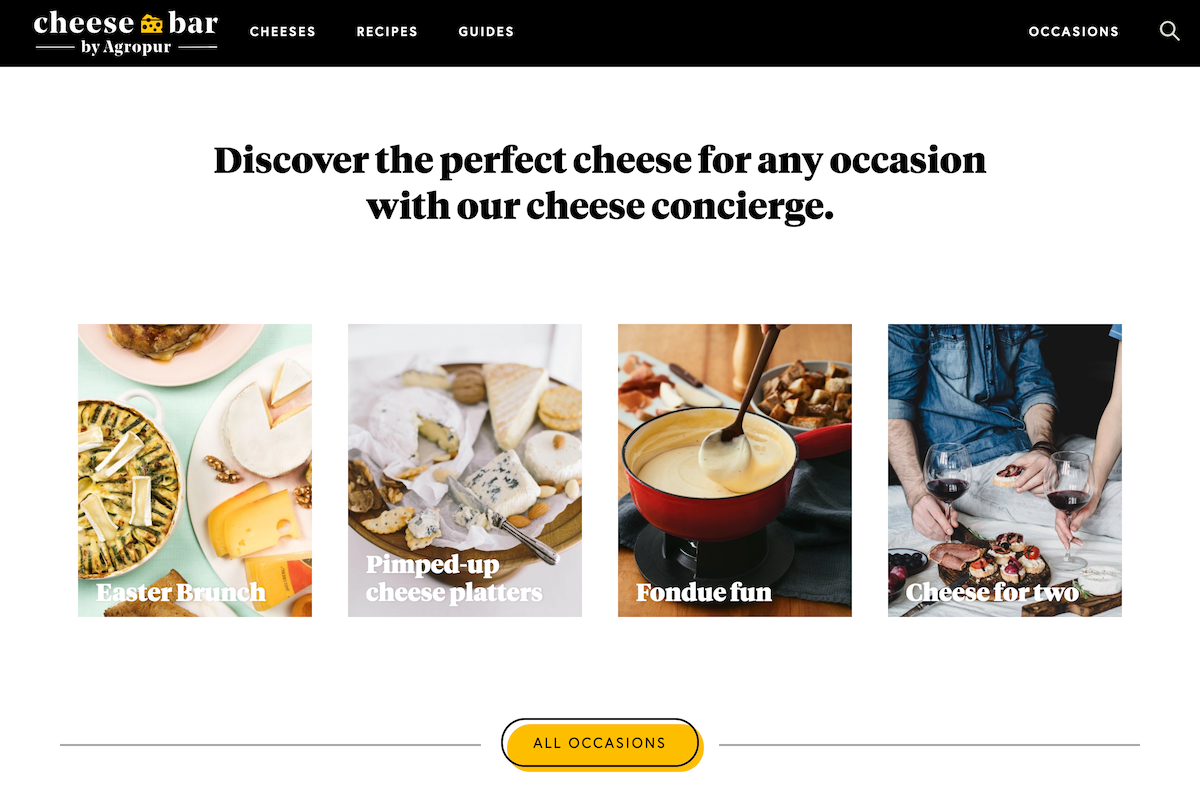 cheese bar
by Agropur
CHEESES
RECIPES
GUIDES
OCCASIONS
Discover the perfect cheese for any occasion
with our cheese concierge.
Easter Brunch
Pimped-up
cheese platters
Fondue fun
Cheese for two
ALL OCCASIONS